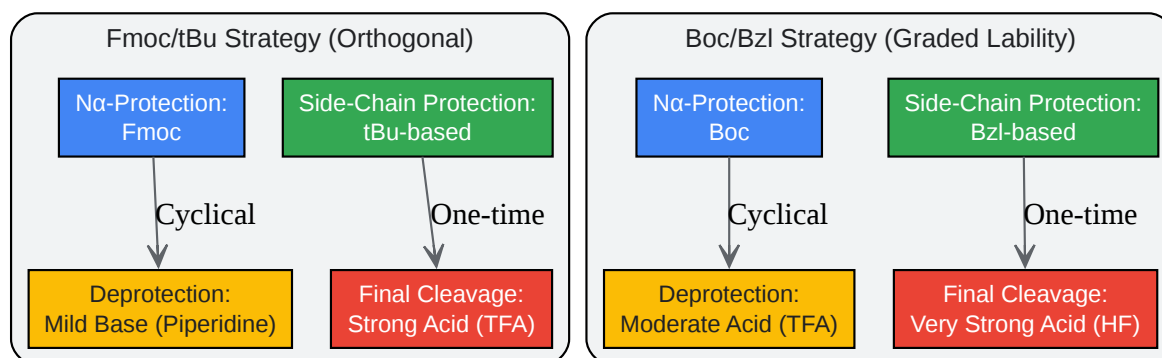 Fmoc/tBu Strategy (Orthogonal)
Nα-Protection:
Fmoc
Side-Chain Protection:
tBu-based
Cyclical
One-time
Deprotection:
Mild Base (Piperidine)
Final Cleavage:
Strong Acid (TFA)
Boc/Bzl Strategy (Graded Lability)
Nα-Protection:
Boc
Side-Chain Protection:
Bzl-based
Cyclical
One-time
Deprotection:
Moderate Acid (TFA)
Final Cleavage:
Very Strong Acid (HF)